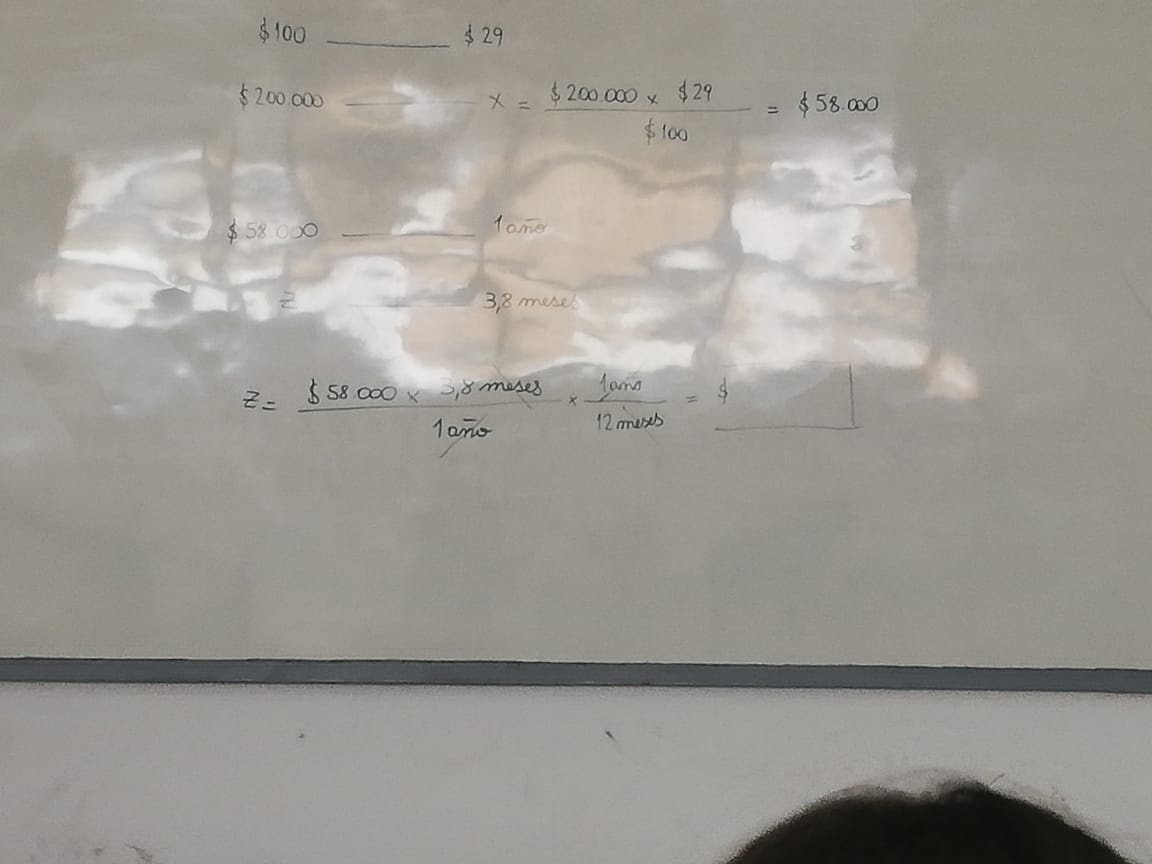 $100 ——— $29
$200.000 ——— X = $200.000 x $29 / $100 = $58.000
$58.000 ——— 1 año
Z ——— 3,8 meses
Z = $58.000 x 3,8 meses / 1 año x 1 año / 12 meses = $